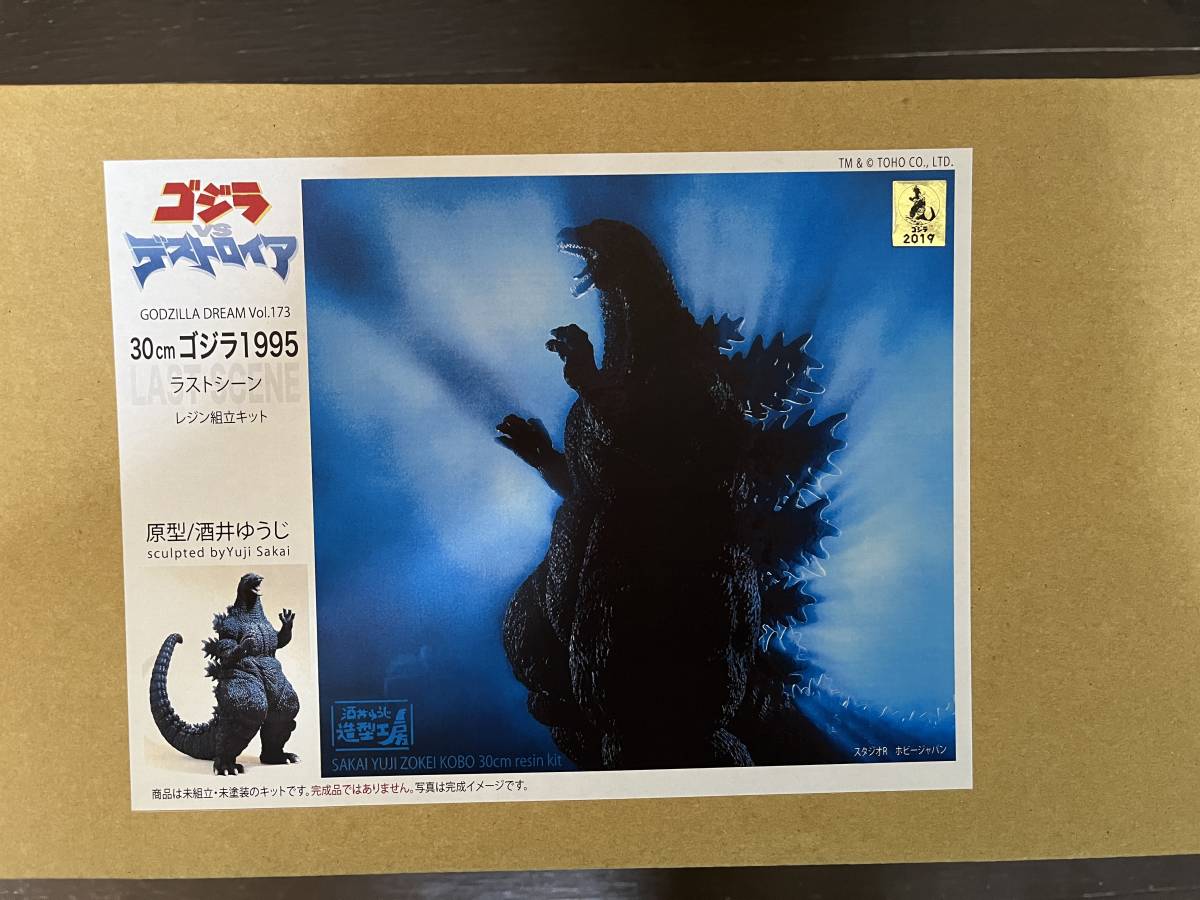 TM & © TOHO CO., LTD.
ゴジラ
VS
デストロイア
GODZILLA DREAM Vol.173
30cmゴジラ1995
LAST SCENE
ラストシーン
レジン組立キット
原型/酒井ゆうじ
sculpted byYuji Sakai
ゴジラ
2019
酒井ゆうじ
造型工房
SAKAI YUJI ZOKEI KOBO 30cm resin kit
スタジオR ホビージャパン
商品は未組立・未塗装のキットです。完成品ではありません。写真は完成イメージです。